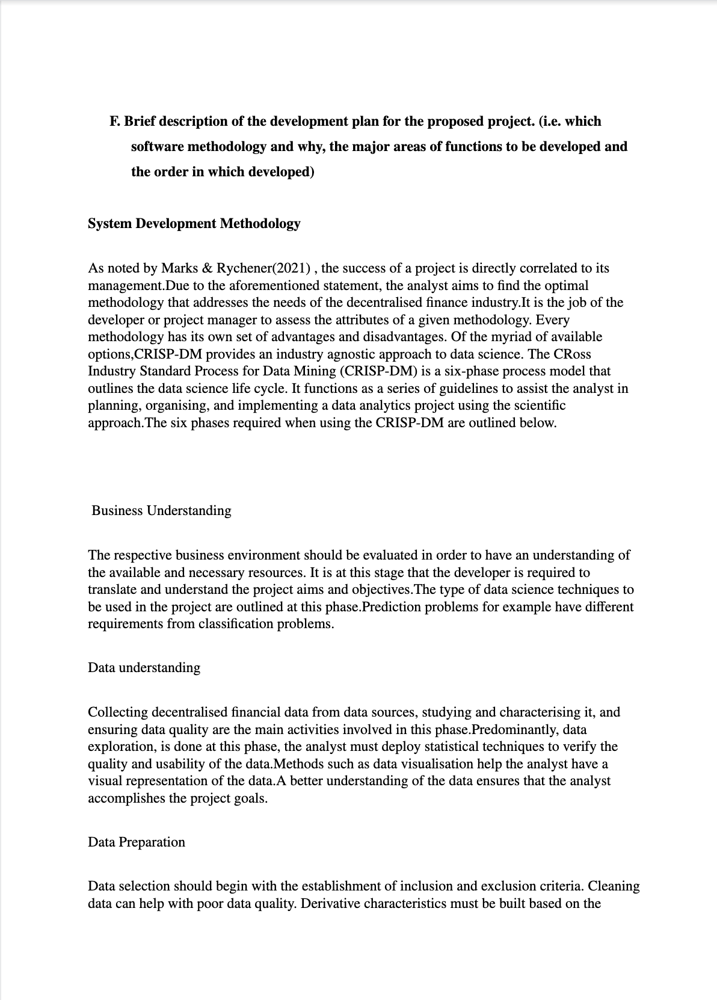 F. Brief description of the development plan for the proposed project. (i.e. which
software methodology and why, the major areas of functions to be developed and
the order in which developed)
System Development Methodology
As noted by Marks & Rychener(2021) , the success of a project is directly correlated to its
management.Due to the aforementioned statement, the analyst aims to find the optimal
methodology that addresses the needs of the decentralised finance industry.It is the job of the
developer or project manager to assess the attributes of a given methodology. Every
methodology has its own set of advantages and disadvantages. Of the myriad of available
options,CRISP-DM provides an industry agnostic approach to data science. The CRoss
Industry Standard Process for Data Mining (CRISP-DM) is a six-phase process model that
outlines the data science life cycle. It functions as a series of guidelines to assist the analyst in
planning, organising, and implementing a data analytics project using the scientific
approach.The six phases required when using the CRISP-DM are outlined below.
Business Understanding
The respective business environment should be evaluated in order to have an understanding of
the available and necessary resources. It is at this stage that the developer is required to
translate and understand the project aims and objectives.The type of data science techniques to
be used in the project are outlined at this phase.Prediction problems for example have different
requirements from classification problems.
Data understanding
Collecting decentralised financial data from data sources, studying and characterising it, and
ensuring data quality are the main activities involved in this phase.Predominantly, data
exploration, is done at this phase, the analyst must deploy statistical techniques to verify the
quality and usability of the data.Methods such as data visualisation help the analyst have a
visual representation of the data.A better understanding of the data ensures that the analyst
accomplishes the project goals.
Data Preparation
Data selection should begin with the establishment of inclusion and exclusion criteria. Cleaning
data can help with poor data quality. Derivative characteristics must be built based on the